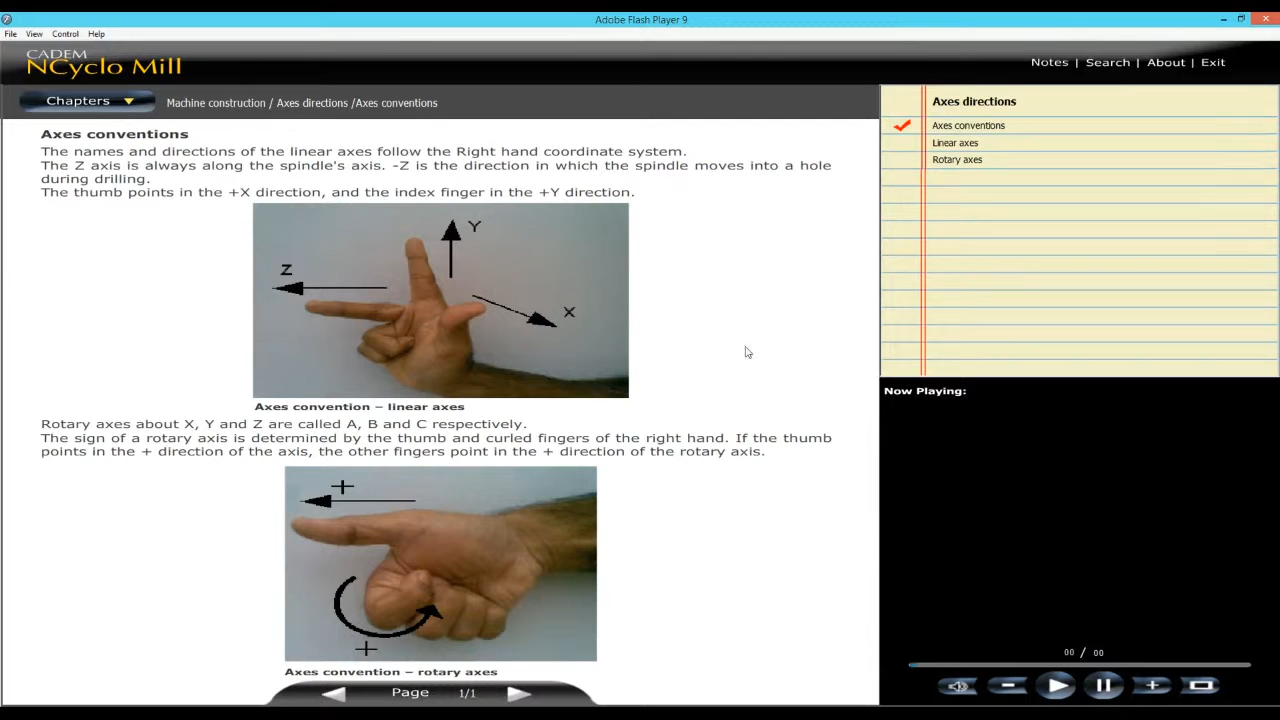 Adobe Flash Player 9
File View Control Help
CADEM
NCyclo Mill
Notes | Search | About | Exit
Chapters
Machine construction / Axes directions /Axes conventions
Axes conventions
The names and directions of the linear axes follow the Right hand coordinate system.
The Z axis is always along the spindle's axis. -Z is the direction in which the spindle moves into a hole
during drilling.
The thumb points in the +X direction, and the index finger in the +Y direction.
Y
Z
X
Axes convention – linear axes
Rotary axes about X, Y and Z are called A, B and C respectively.
The sign of a rotary axis is determined by the thumb and curled fingers of the right hand. If the thumb
points in the + direction of the axis, the other fingers point in the + direction of the rotary axis.
+
+
Axes convention – rotary axes
Page 1/1
Axes directions
Axes conventions
Linear axes
Rotary axes
Now Playing:
00 / 00